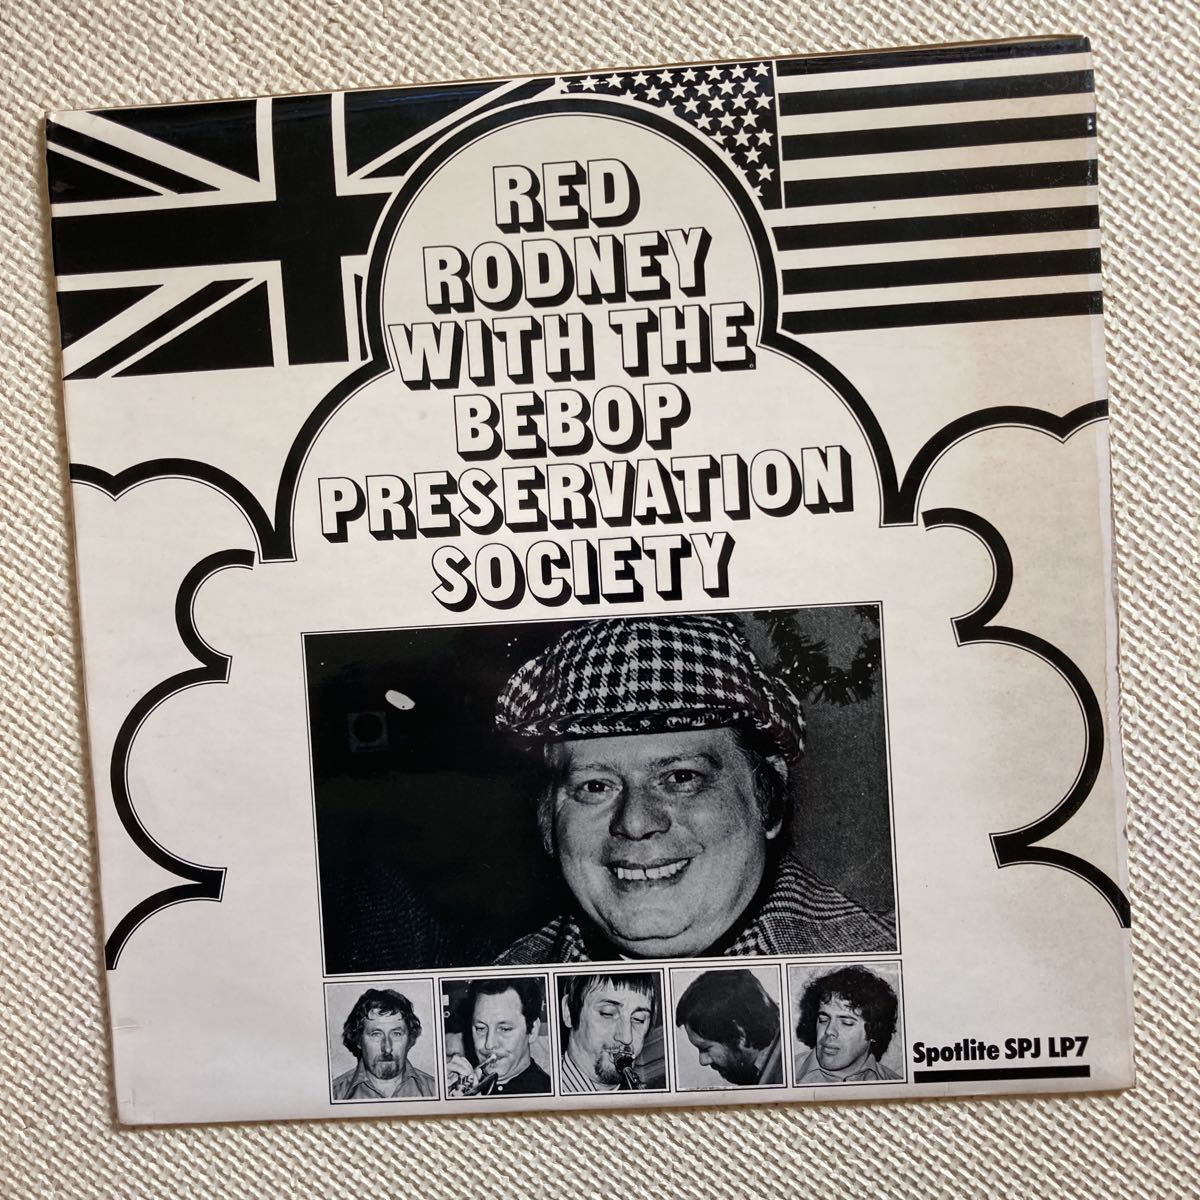 RED
RODNEY
WITH THE
BEBOP
PRESERVATION
SOCIETY
Spotlite SPJ LP7